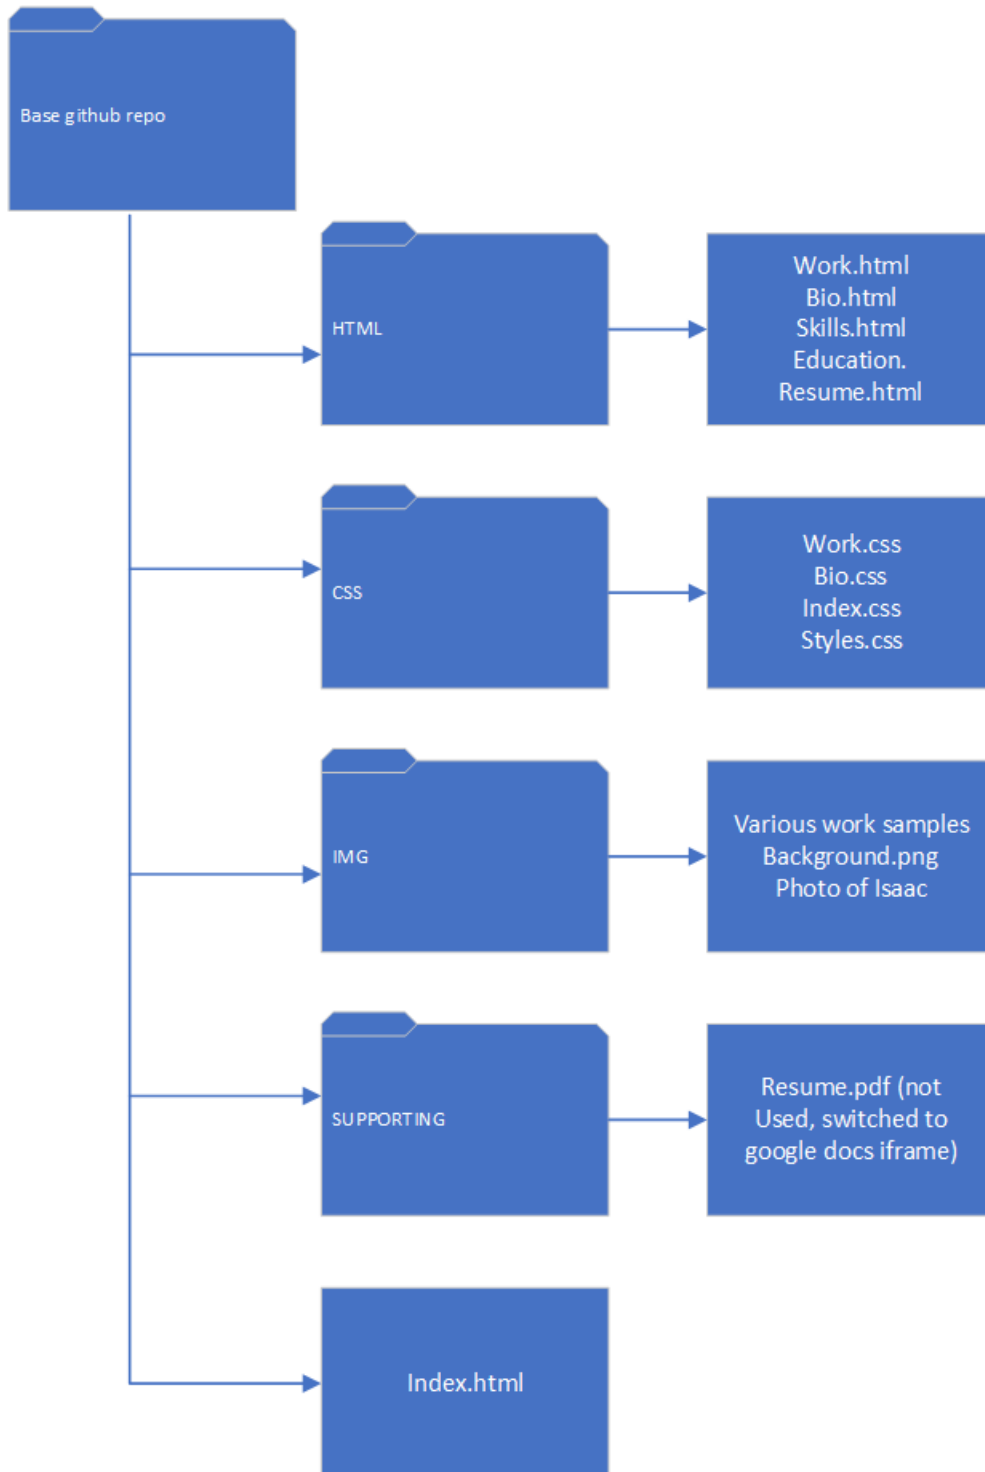 Base github repo
HTML
Work.html
Bio.html
Skills.html
Education.
Resume.html
CSS
Work.css
Bio.css
Index.css
Styles.css
IMG
Various work samples
Background.png
Photo of Isaac
SUPPORTING
Resume.pdf (not
Used, switched to
google docs iframe)
Index.html